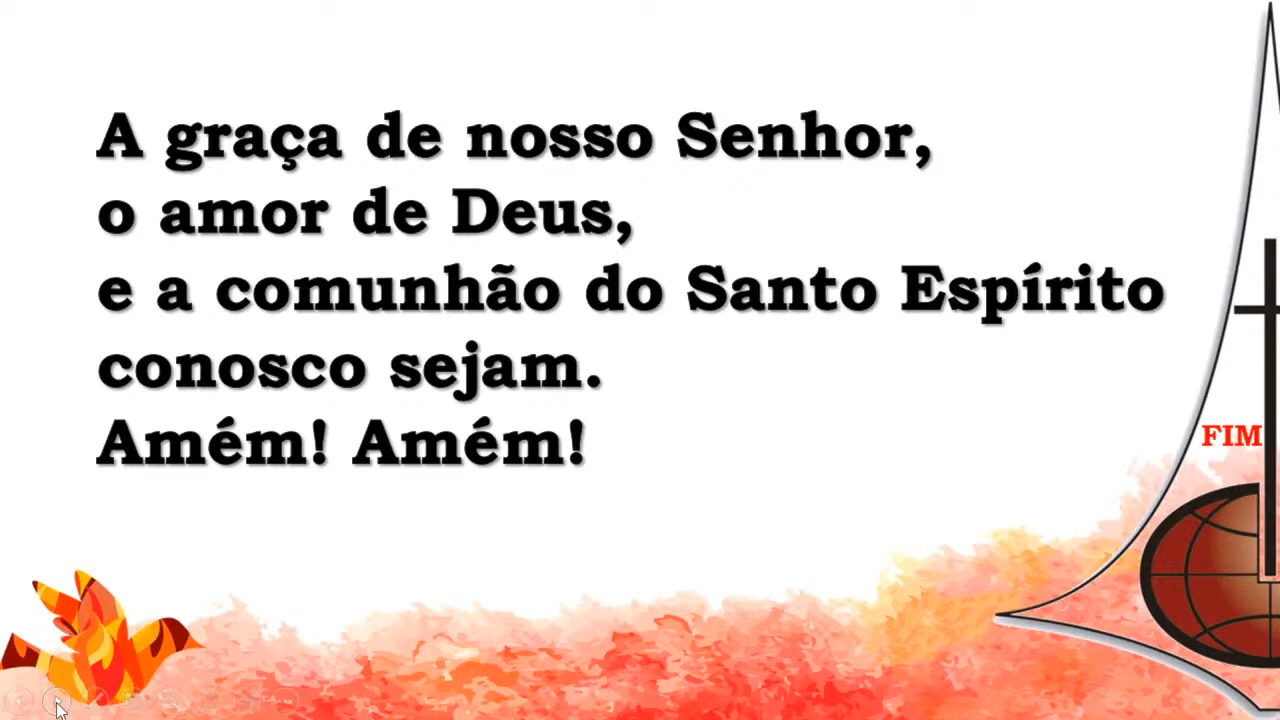 A graça de nosso Senhor,
o amor de Deus,
e a comunhão do Santo Espírito
conosco sejam.
Amém! Amém!
FIM